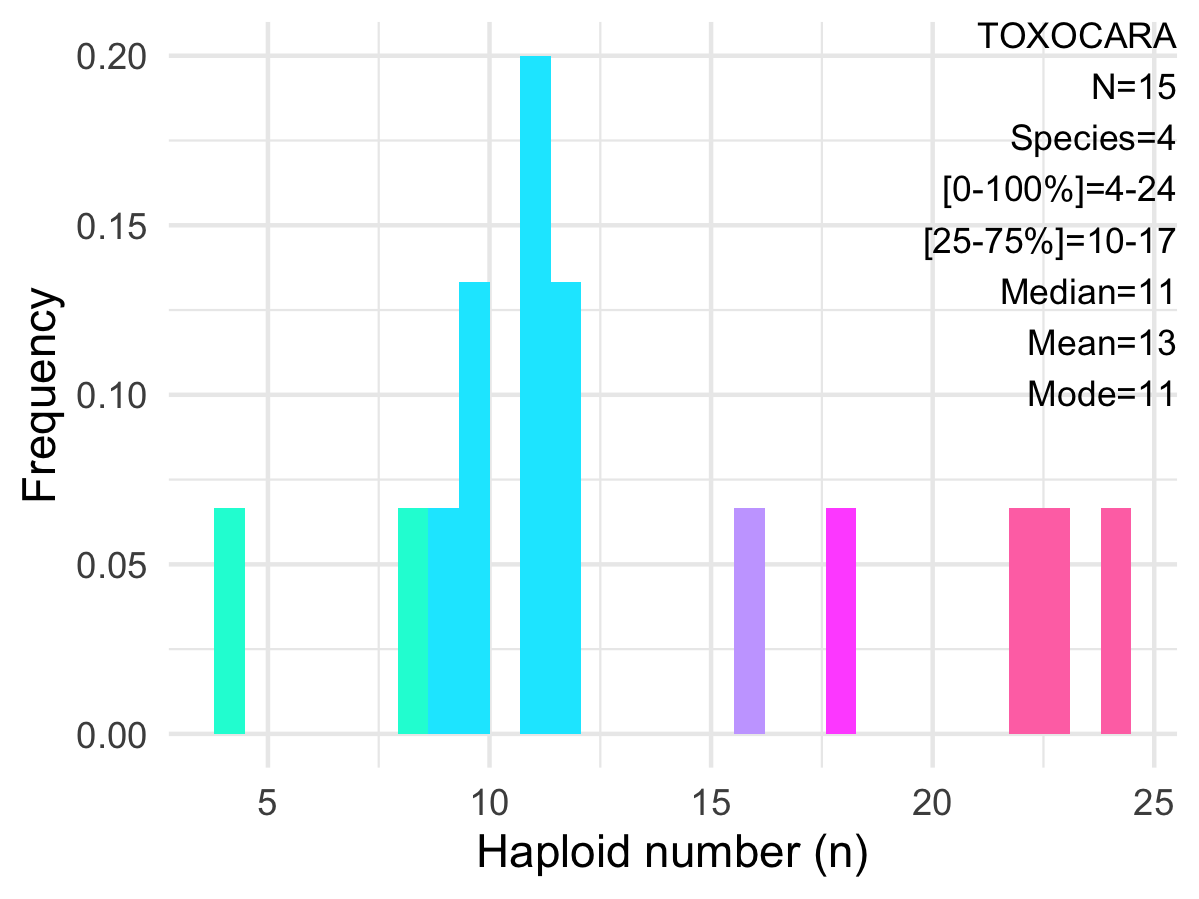 TOXOCARA
N=15
Species=4
[0-100%]=4-24
[25-75%]=10-17
Median=11
Mean=13
Mode=11
Frequency
0.20
0.15
0.10
0.05
0.00
5 10 15 20 25
Haploid number (n)